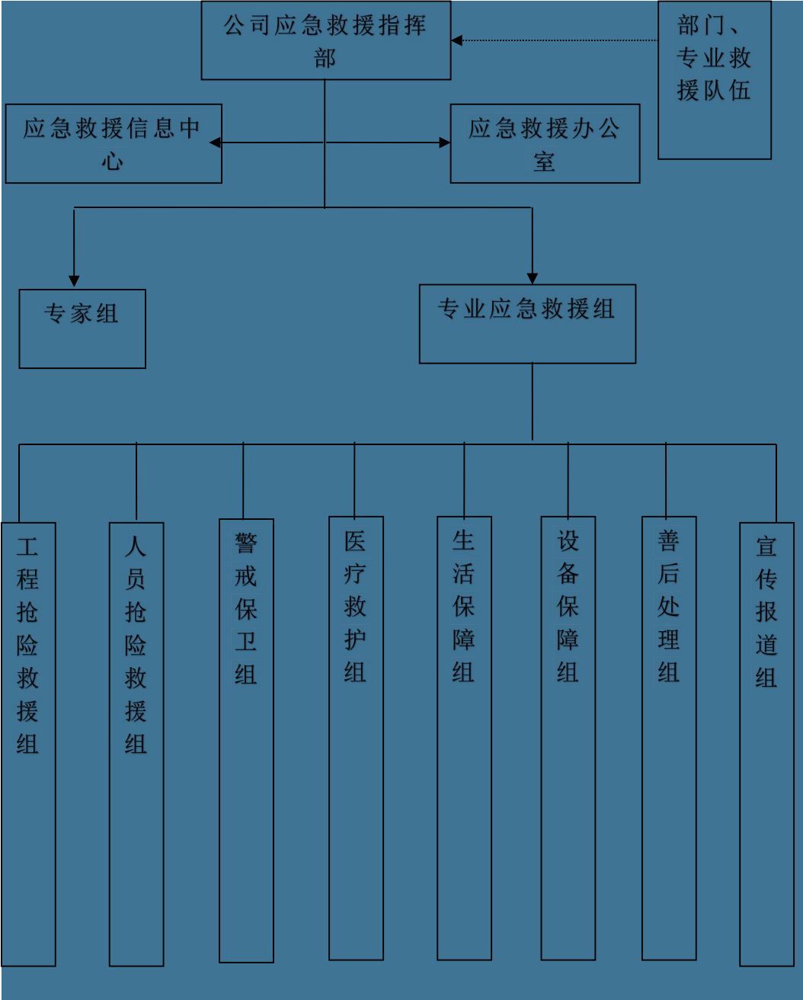 公司应急救援指挥
部
部门、
专业救
援队伍
应急救援信息中
心
应急救援办公
室
专家组
专业应急救援组
工程抢险救援组
人员抢险救援组
警戒保卫组
医疗救护组
生活保障组
设备保障组
善后处理组
宣传报道组